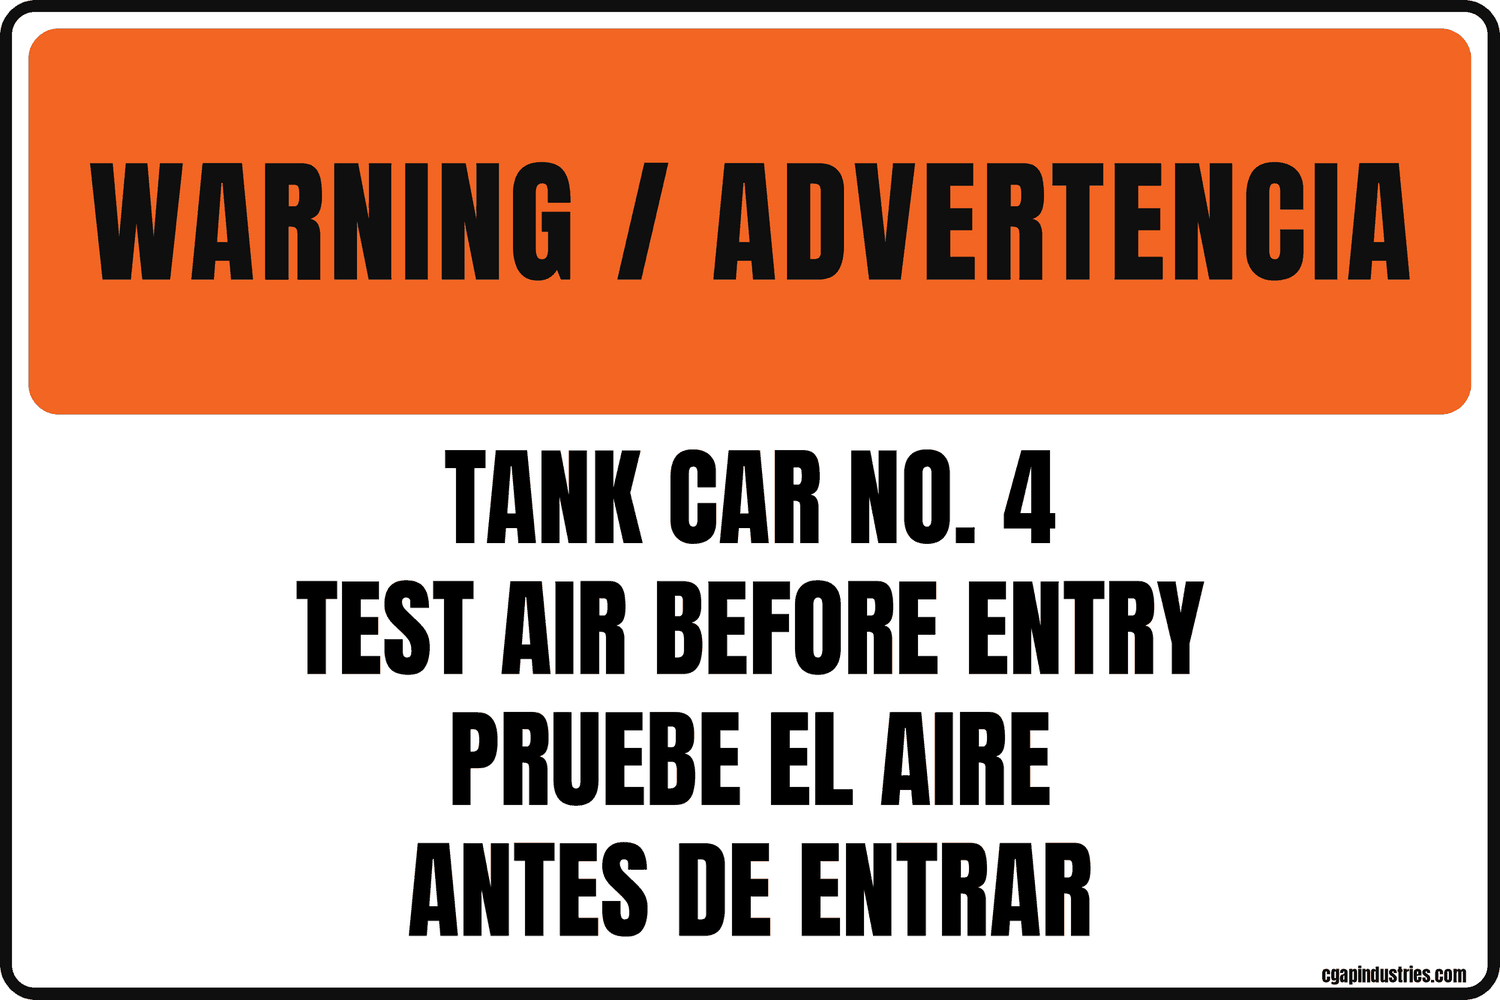 WARNING / ADVERTENCIA
TANK CAR NO. 4
TEST AIR BEFORE ENTRY
PRUEBE EL AIRE
ANTES DE ENTRAR
cgapindustries.com